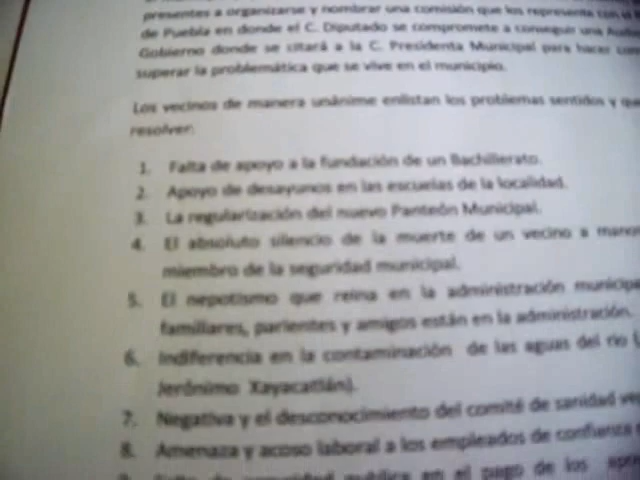 presentes a organizarse y nombrar una comisión que los represente con el
de Puebla en donde el C. Diputado se compromete a conseguir una
Gobierno donde se citará a la C. Presidenta Municipal para hacer
superar la problemática que se vive en el municipio.
Los vecinos de manera unánime enlistan los problemas sentidos y
resolver:
1. Falta de apoyo a la fundación de un Bachillerato.
2. Apoyo de desayunos en las escuelas de la localidad.
3. La regularización del nuevo Panteón Municipal.
4. El absoluto silencio de la muerte de un vecino a
miembro de la seguridad municipal.
5. El nepotismo que reina en la administración
familiares, parientes y amigos están en la administración.
6. Indiferencia en la contaminación de las aguas del río
Jerónimo Xayacatlán).
7. Negativa y el desconocimiento del comité de sanidad
8. Amenaza y acoso laboral a los empleados de confianza
en el pago de los